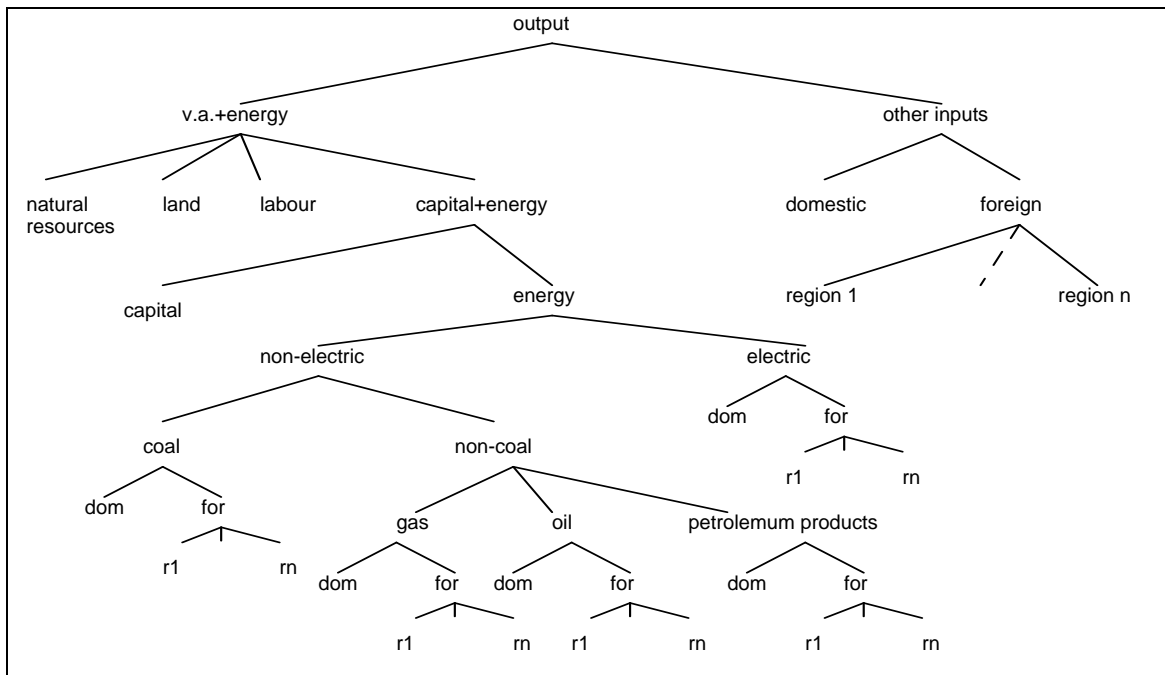 output
v.a.+energy
other inputs
natural
resources
land
labour
capital+energy
domestic
foreign
capital
energy
region 1
region n
non-electric
electric
dom
for
coal
non-coal
r1
rn
dom
for
gas
oil
petrolemum products
r1
rn
dom
for
dom
for
dom
for
r1
rn
r1
rn
r1
rn